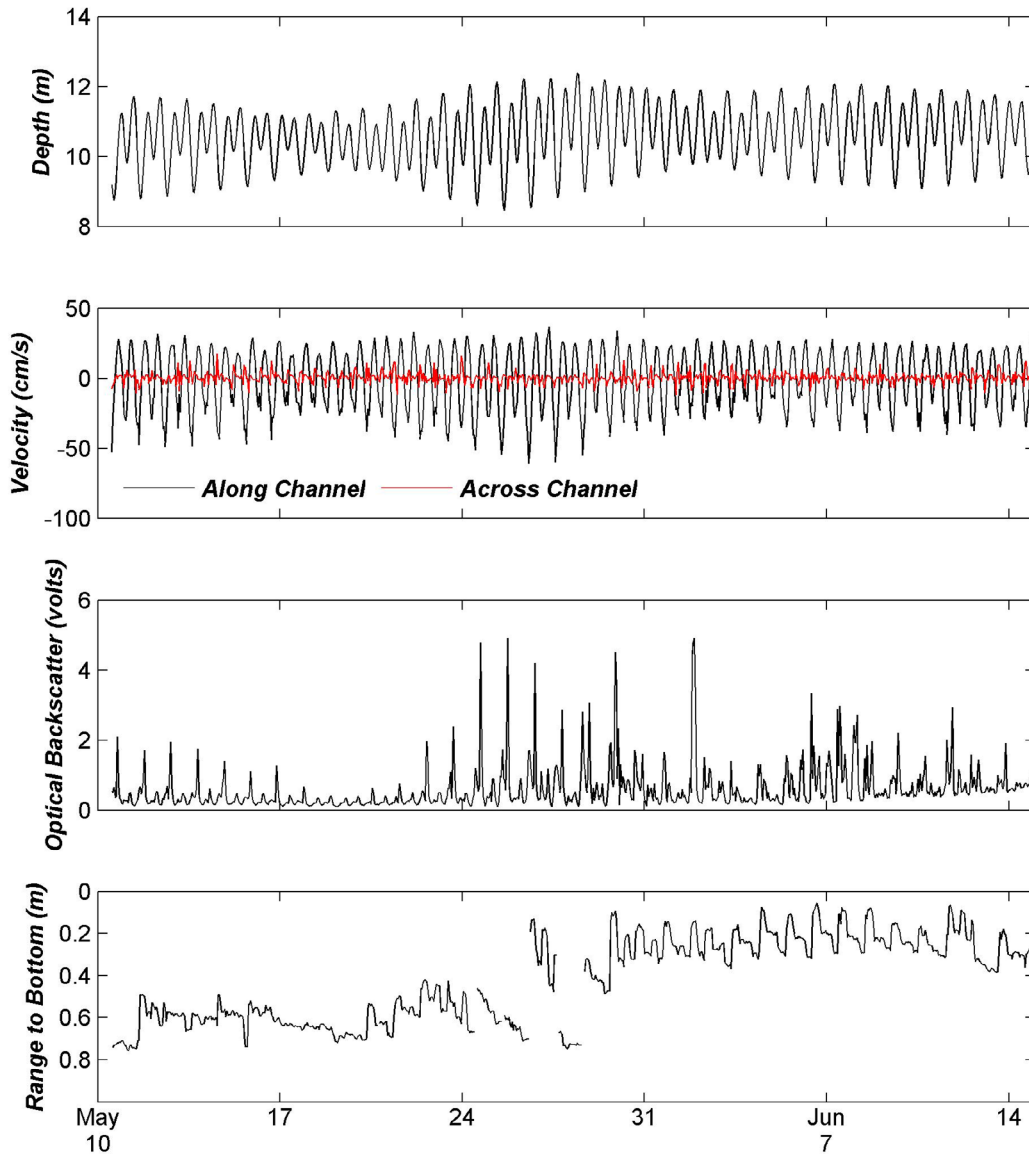 14
12
10
8
Depth (m)
50
0
-50
-100
Velocity (cm/s)
Along Channel
Across Channel
6
4
2
0
Optical Backscatter (volts)
0
0.2
0.4
0.6
0.8
Range to Bottom (m)
May 17 24 31 Jun 14
10 7